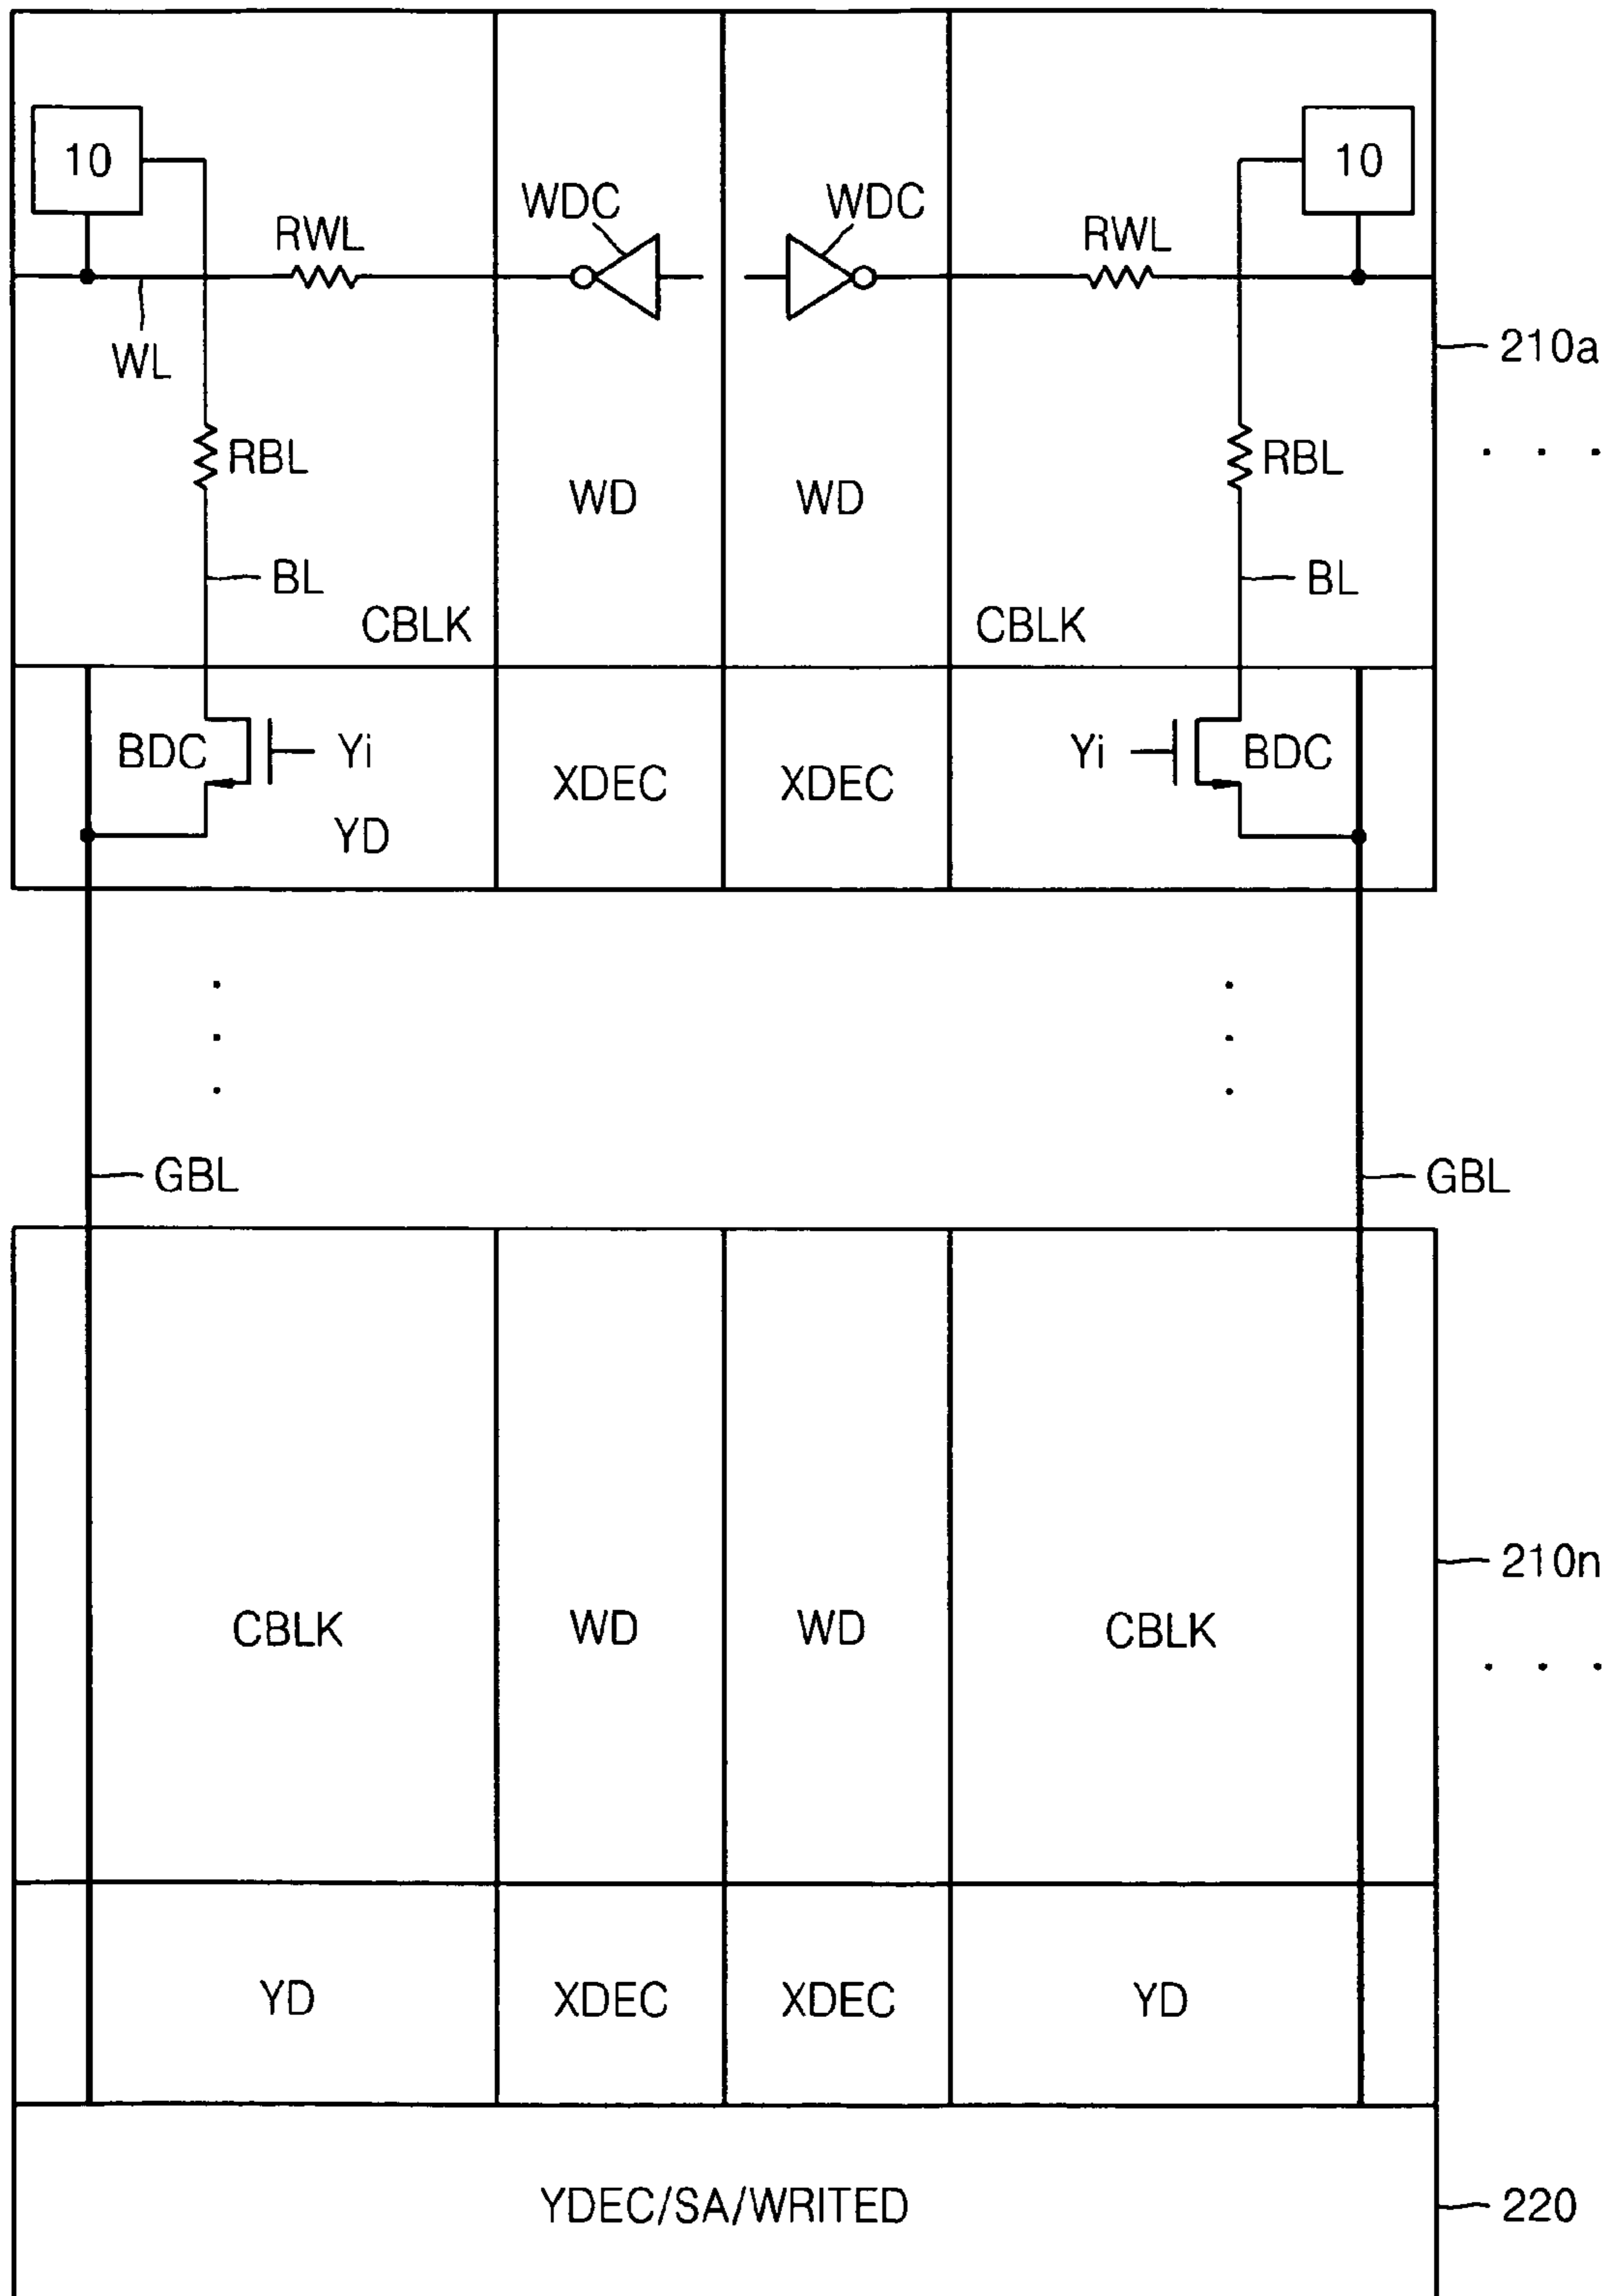 10 10
WDC WDC
RWL RWL
WL 210a
RBL RBL
WD WD
BL BL
CBLK CBLK
BDC Yi Yi BDC
XDEC XDEC
YD
GBL GBL
210n
CBLK WD WD CBLK
YD XDEC XDEC YD
YDEC/SA/WRITED 220